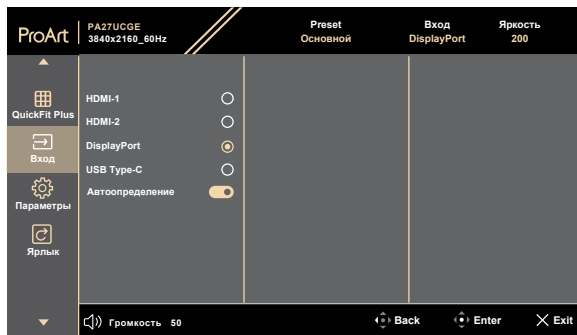 ProArt
PA27UCGE
3840x2160_60Hz
Preset
Основной
Вход
DisplayPort
Яркость
200
QuickFit Plus
Вход
Параметры
Ярлык
HDMI-1
HDMI-2
DisplayPort
USB Type-C
Автоопределение
Громкость 50
Back
Enter
Exit